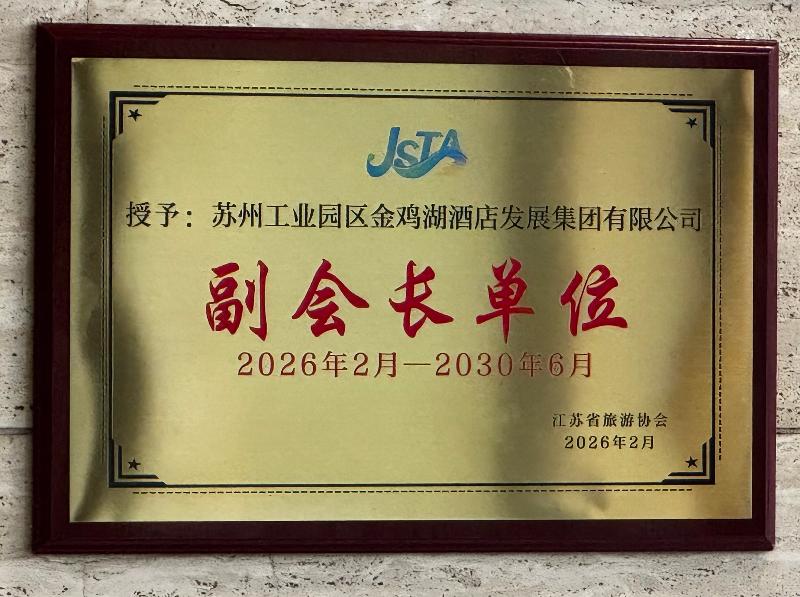 JSTA
授予：苏州工业园区金鸡湖酒店发展集团有限公司
副会长单位
2026年2月—2030年6月
江苏省旅游协会
2026年2月